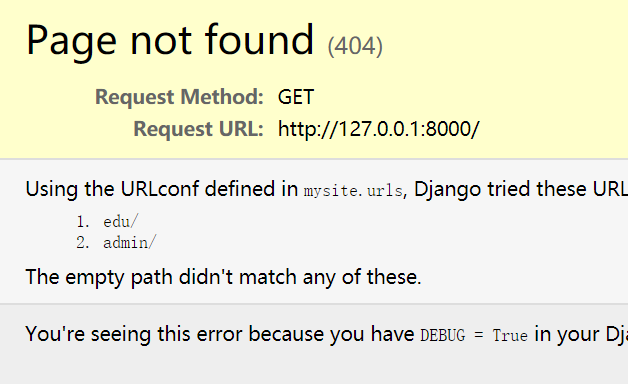 Page not found (404)
Request Method: GET
Request URL: http://127.0.0.1:8000/
Using the URLconf defined in mysite.urls, Django tried these URL
1. edu/
2. admin/
The empty path didn't match any of these.
You're seeing this error because you have DEBUG = True in your Dj